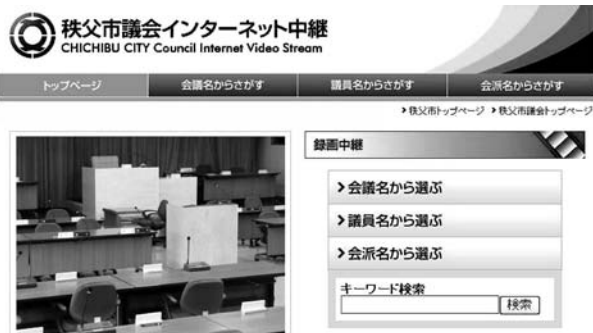 秩父市議会インターネット中継
CHICHIBU CITY Council Internet Video Stream
トップページ 会議名からさがす 議員名からさがす 会派名からさがす
秩父市トップページ 秩父市議会トップページ
録画中継
会議名から選ぶ
議員名から選ぶ
会派名から選ぶ
キーワード検索
検索